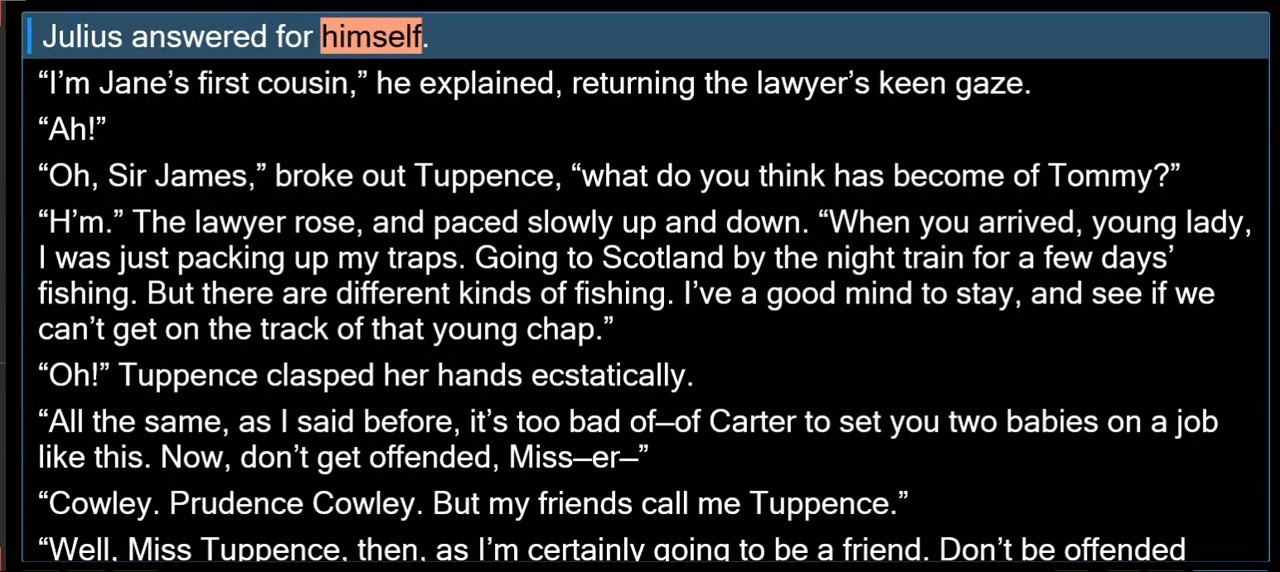 Julius answered for himself.
“I’m Jane’s first cousin,” he explained, returning the lawyer’s keen gaze.
“Ah!”
“Oh, Sir James,” broke out Tuppence, “what do you think has become of Tommy?”
“H’m.” The lawyer rose, and paced slowly up and down. “When you arrived, young lady,
I was just packing up my traps. Going to Scotland by the night train for a few days’
fishing. But there are different kinds of fishing. I’ve a good mind to stay, and see if we
can’t get on the track of that young chap.”
“Oh!” Tuppence clasped her hands ecstatically.
“All the same, as I said before, it’s too bad of—of Carter to set you two babies on a job
like this. Now, don’t get offended, Miss—er—”
“Cowley. Prudence Cowley. But my friends call me Tuppence.”
“Well, Miss Tuppence, then, as I’m certainly going to be a friend. Don’t be offended